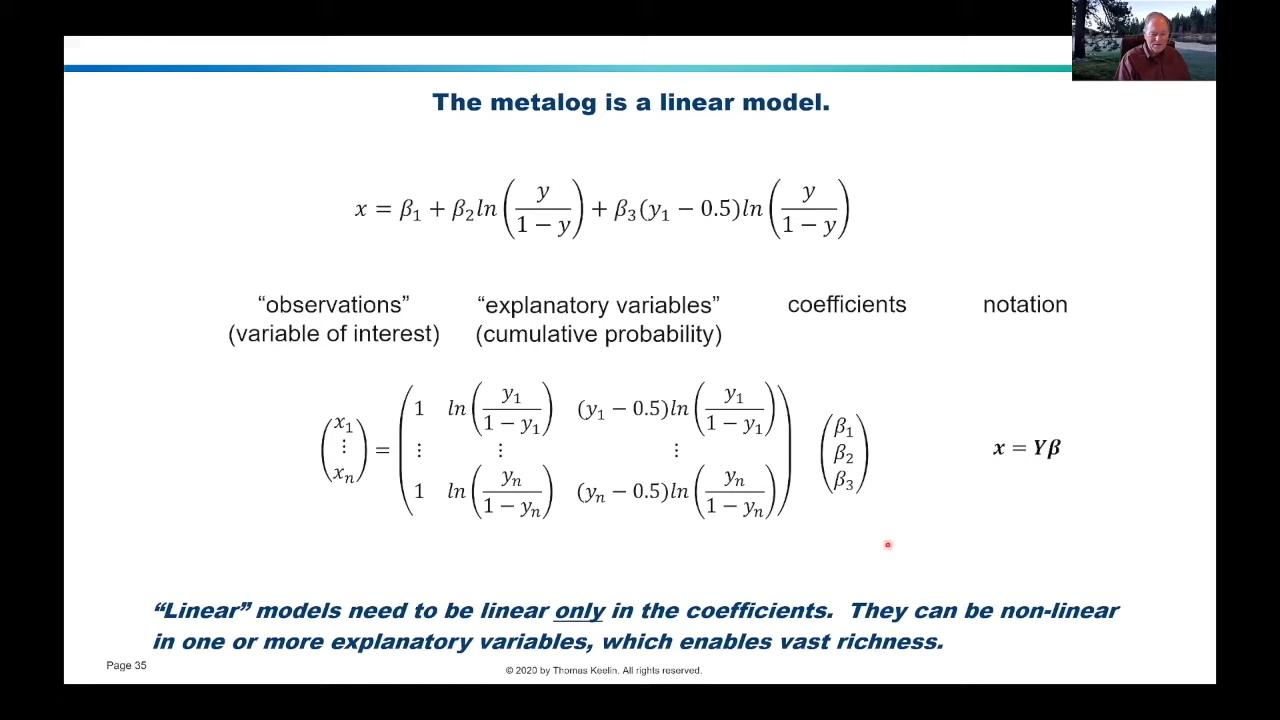 The metalog is a linear model.
x = β₁ + β₂ln(y/(1 − y)) + β₃(y₁ − 0.5)ln(y/(1 − y))
“observations” “explanatory variables” coefficients notation
(variable of interest) (cumulative probability)
(x₁ ⋮ xₙ) = (1 ln(y₁/(1 − y₁)) (y₁ − 0.5)ln(y₁/(1 − y₁)) ⋮ ⋮ ⋮ 1 ln(yₙ/(1 − yₙ)) (yₙ − 0.5)ln(yₙ/(1 − yₙ))) (β₁ β₂ β₃) x = Yβ
“Linear” models need to be linear only in the coefficients. They can be non-linear
in one or more explanatory variables, which enables vast richness.
Page 35
© 2020 by Thomas Keelin. All rights reserved.